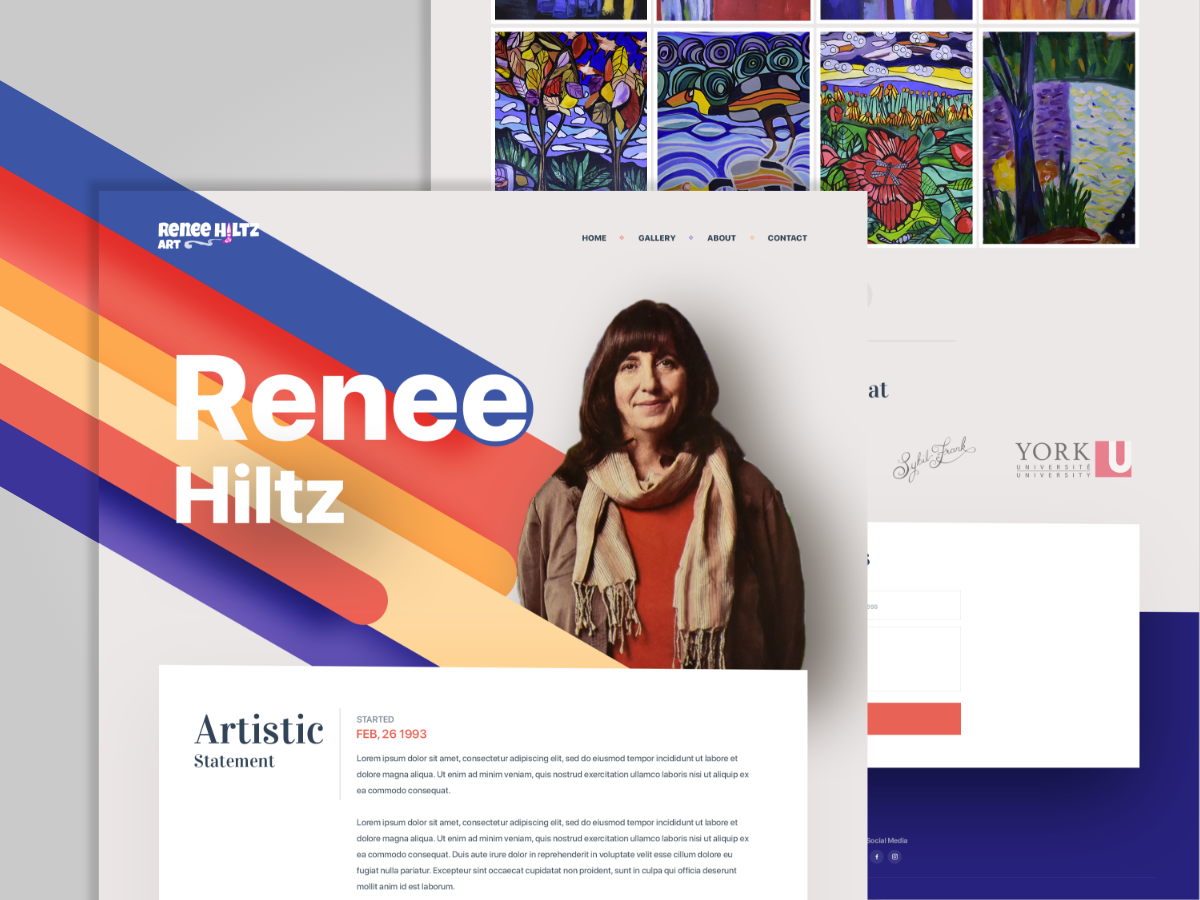 Renee Hiltz
ART
HOME
GALLERY
ABOUT
CONTACT
Renee
Hiltz
Artistic
Statement
STARTED
FEB, 26 1993
Lorem ipsum dolor sit amet, consectetur adipiscing elit, sed do eiusmod tempor incididunt ut labore et
dolore magna aliqua. Ut enim ad minim veniam, quis nostrud exercitation ullamco laboris nisi ut aliquip ex
ea commodo consequat.
Lorem ipsum dolor sit amet, consectetur adipiscing elit, sed do eiusmod tempor incididunt ut labore et
dolore magna aliqua. Ut enim ad minim veniam, quis nostrud exercitation ullamco laboris nisi ut aliquip ex
ea commodo consequat. Duis aute irure dolor in reprehenderit in voluptate velit esse cillum dolore eu
fugiat nulla pariatur. Excepteur sint occaecat cupidatat non proident, sunt in culpa qui officia deserunt
mollit anim id est laborum.
at
Sybil Frank
YORK U
UNIVERSITÉ
UNIVERSITY
s
ess
Social Media